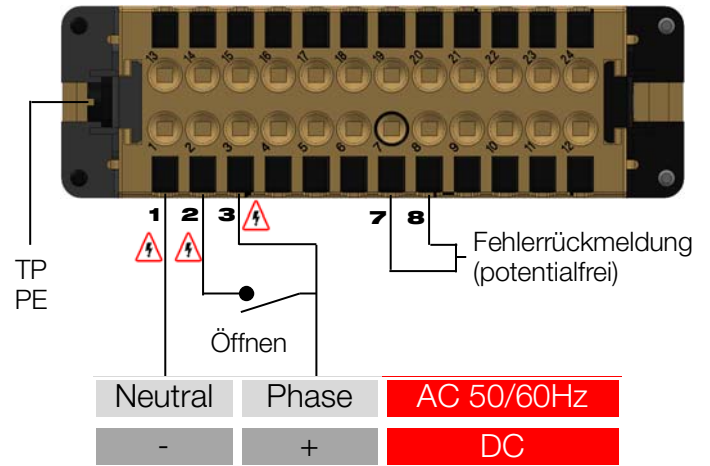 13 14 15 16 17 18 19 20 21 22 23 24
1 2 3 4 5 6 7 8 9 10 11 12
1 2 3 7 8
TP
PE
Fehlerrückmeldung
(potentialfrei)
Öffnen
Neutral Phase AC 50/60Hz
- + DC